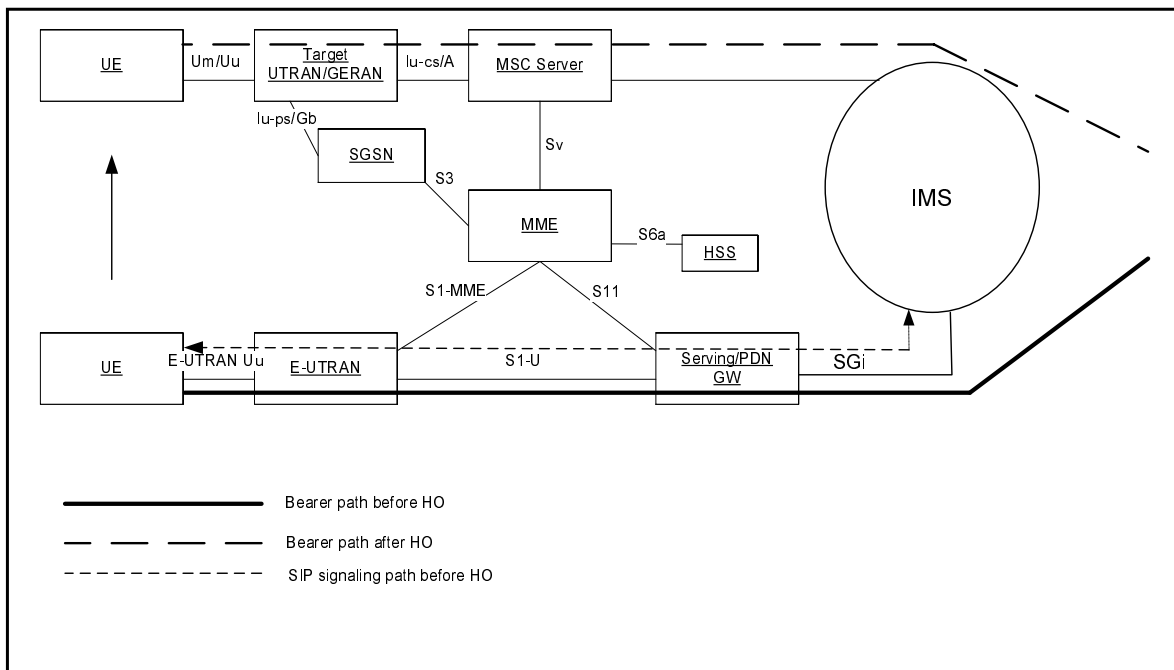 UE
Um/Uu
Target
UTRAN/GERAN
Iu-cs/A
MSC Server
Iu-ps/Gb
SGSN
S3
Sv
MME
S6a
HSS
IMS
S1-MME
S11
UE
E-UTRAN Uu
E-UTRAN
S1-U
Serving/PDN
GW
SGi
Bearer path before HO
Bearer path after HO
SIP signaling path before HO